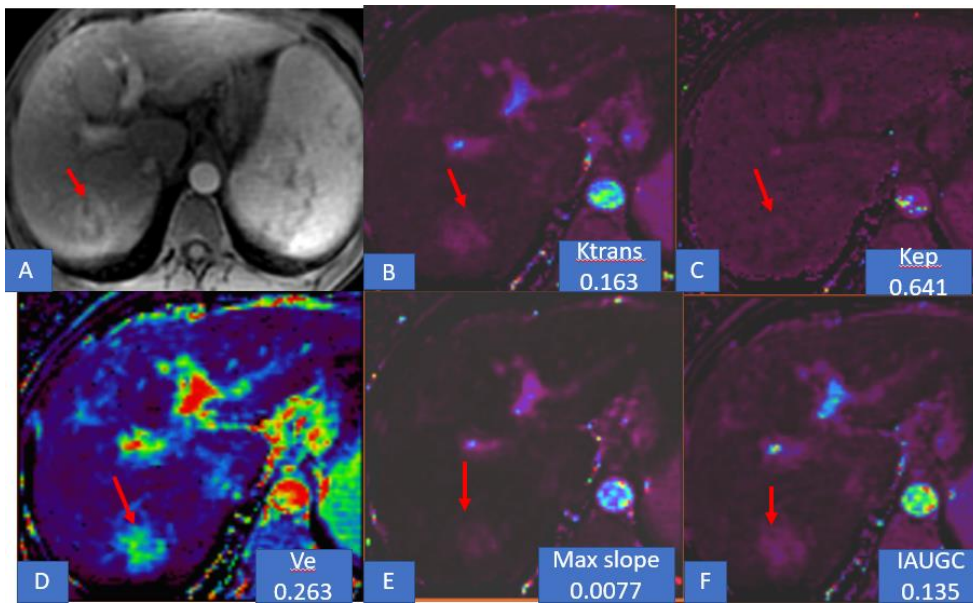 A
B
Ktrans
0.163
C
Kep
0.641
D
Ve
0.263
E
Max slope
0.0077
F
IAUGC
0.135